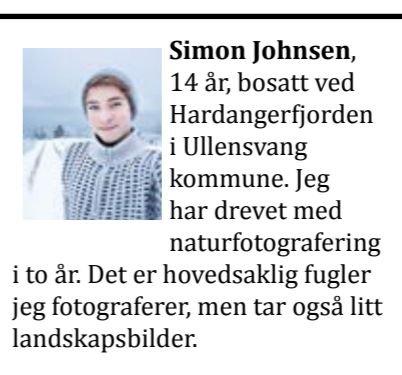 Simon Johnsen,
14 år, bosatt ved
Hardangerfjorden
i Ullensvang
kommune. Jeg
har drevet med
naturfotografering
i to år. Det er hovedsaklig fugler
jeg fotograferer, men tar også litt
landskapsbilder.